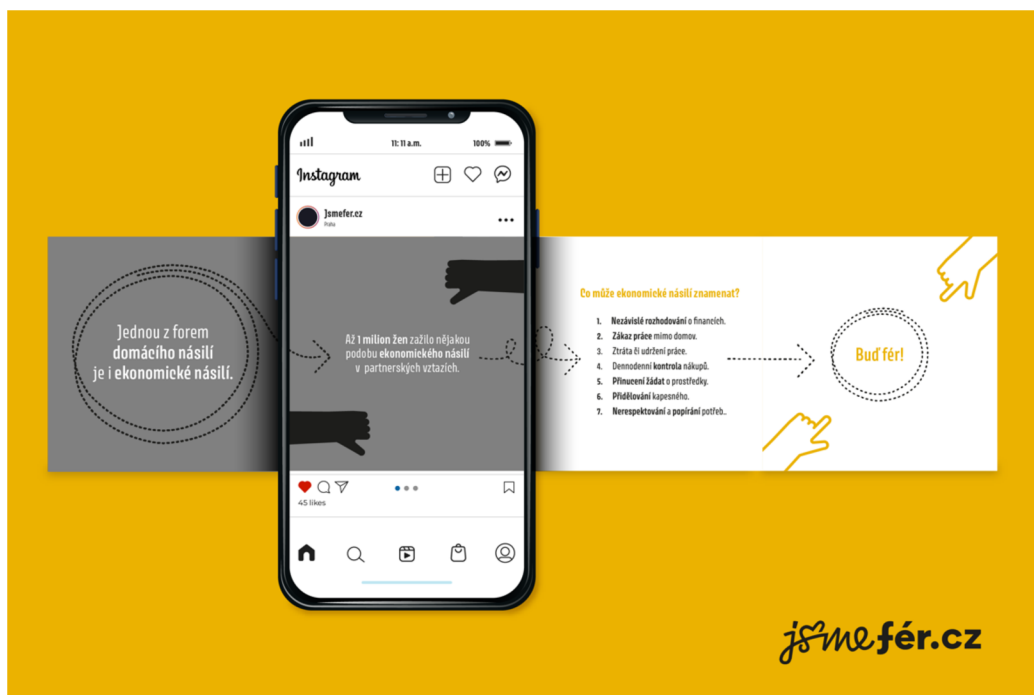 11:11 a.m.
100%
Instagram
Jsmefer.cz
Praha
Jednou z forem
domácího násilí
je i ekonomické násilí.
Až 1 milion žen zažilo nějakou
podobu ekonomického násilí
v partnerských vztazích.
Co může ekonomické násilí znamenat?
1. Nezávislé rozhodování o financích.
2. Zákaz práce mimo domov.
3. Ztráta či udržení práce.
4. Dennodenní kontrola nákupů.
5. Přinucení žádat o prostředky.
6. Přidělování kapesného.
7. Nerespektování a popírání potřeb..
Buď fér!
45 likes
jsme fér.cz